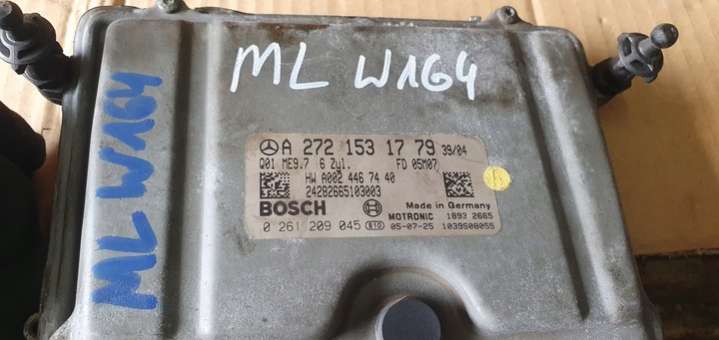 ML W164
ML W164
A 272 153 17 79 39/04
Q01 ME9.7 6 Zyl. FD 05M07
HW A002 446 74 40
24282665103003
BOSCH Made in Germany
MOTRONIC 1893 2665
0 261 209 045 05-07-25 1039S08055